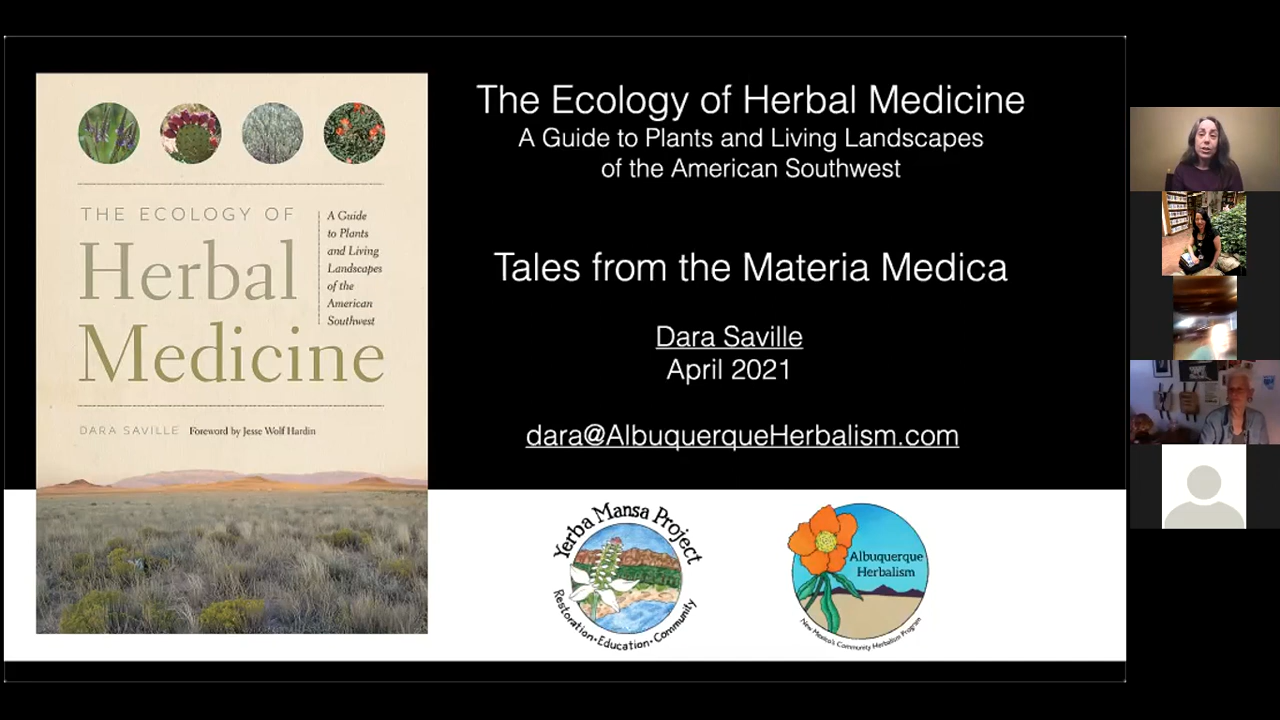 THE ECOLOGY OF
Herbal
Medicine
A Guide
to Plants
and Living
Landscapes
of the
American
Southwest
DARA SAVILLE Foreword by Jesse Wolf Hardin
The Ecology of Herbal Medicine
A Guide to Plants and Living Landscapes
of the American Southwest
Tales from the Materia Medica
Dara Saville
April 2021
dara@AlbuquerqueHerbalism.com
Yerba Mansa Project
Restoration•Education•Community
Albuquerque
Herbalism
New Mexico's Community Herbalism Program